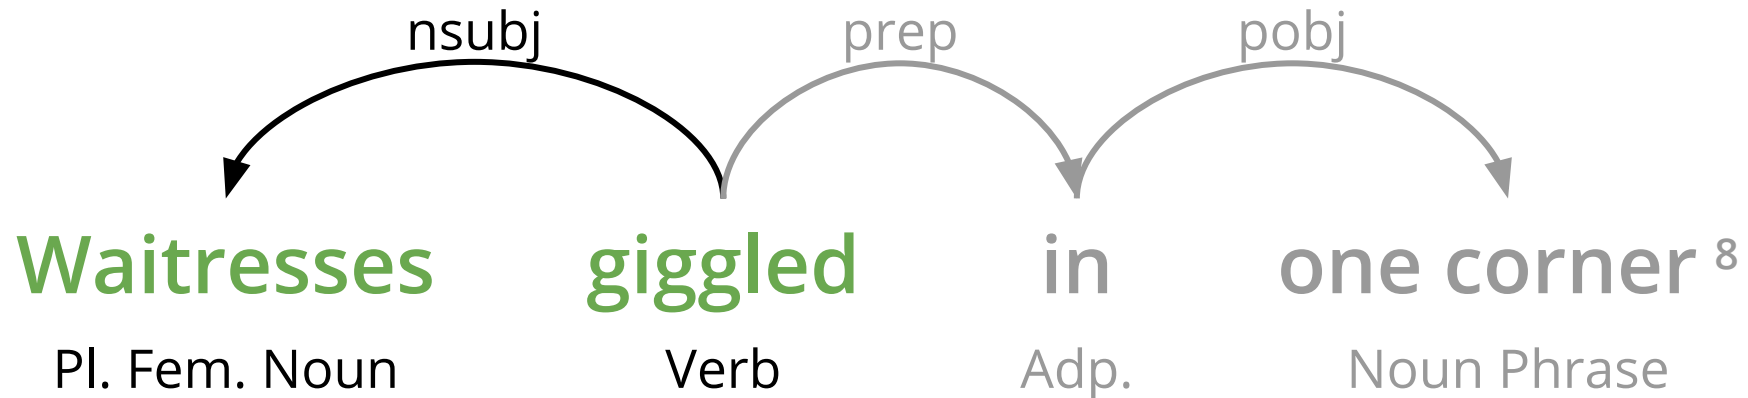 nsubj prep pobj
Waitresses giggled in one corner 8
Pl. Fem. Noun Verb Adp. Noun Phrase